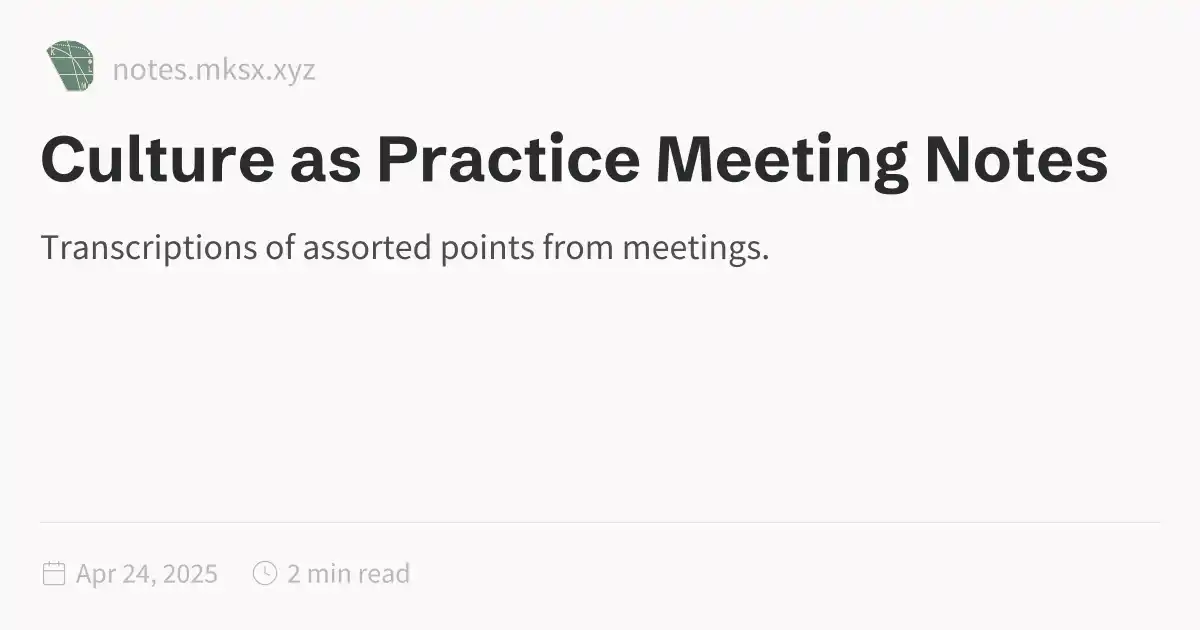 notes.mksx.xyz
Culture as Practice Meeting Notes
Transcriptions of assorted points from meetings.
Apr 24, 2025
2 min read